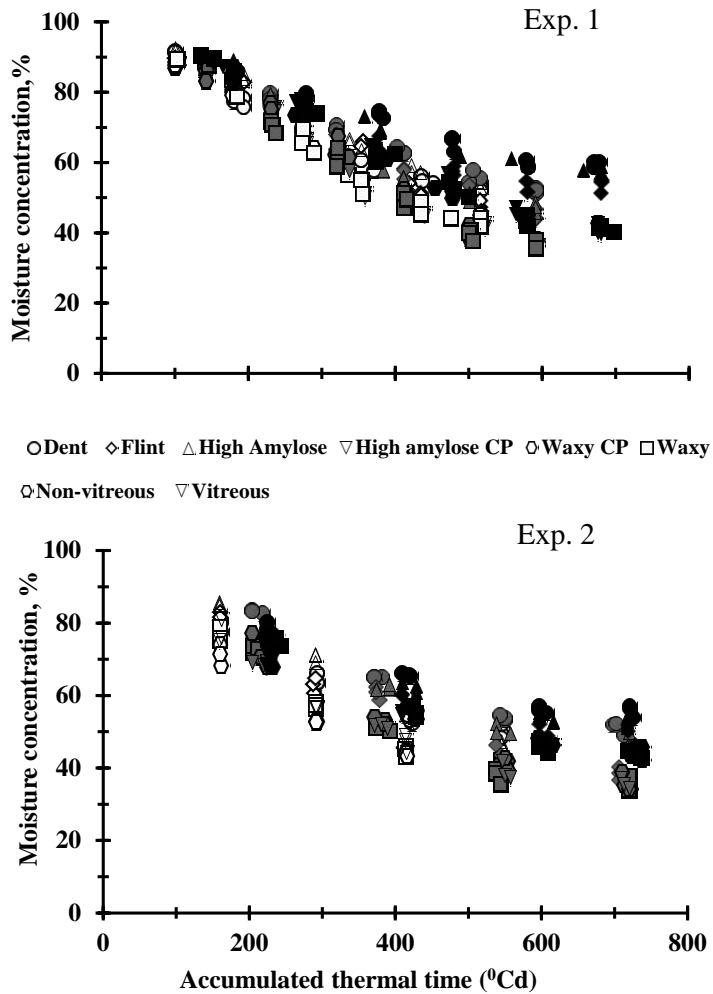 Exp. 1
Moisture concentration,%
100
80
60
40
20
0
Dent Flint High Amylose High amylose CP Waxy CP Waxy
Non-vitreous Vitreous
Exp. 2
Moisture concentration, %
100
80
60
40
20
0
0 200 400 600 800
Accumulated thermal time (⁰Cd)